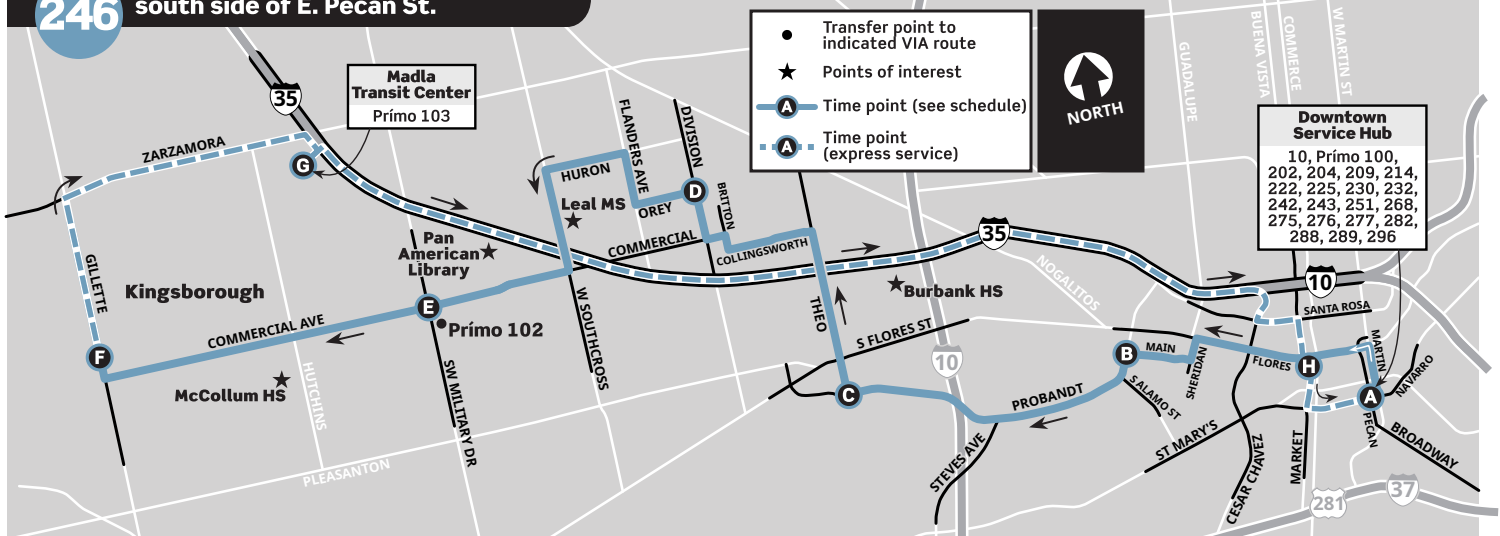 246
south side of E. Pecan St.
Transfer point to
indicated VIA route
Points of interest
A
Time point (see schedule)
A
Time point
(express service)
NORTH
Madla
Transit Center
Prímo 103
Downtown
Service Hub
10, Prímo 100,
202, 204, 209, 214,
222, 225, 230, 232,
242, 243, 251, 268,
275, 276, 277, 282,
288, 289, 296
35
ZARZAMORA
G
GILLETTE
Kingsborough
F
COMMERCIAL AVE
McCollum HS
HUTCHINS
PLEASANTON
Pan
American
Library
E
Prímo 102
SW MILITARY DR
HURON
Leal MS
FLANDERS AVE
OREY
DIVISION
D
BRITTON
COMMERCIAL
COLLINGSWORTH
W SOUTHCROSS
THEO
35
Burbank HS
S FLORES ST
C
10
NOGALITOS
PROBANDT
STEVES AVE
B
MAIN
SALAMO ST
SHERIDAN
ST MARY'S
GUADALUPE
BUENA VISTA
COMMERCE
W MARTIN ST
10
SANTA ROSA
FLORES
H
MARTIN
NAVARRO
A
PECAN
BROADWAY
CESAR CHAVEZ
MARKET
281
37